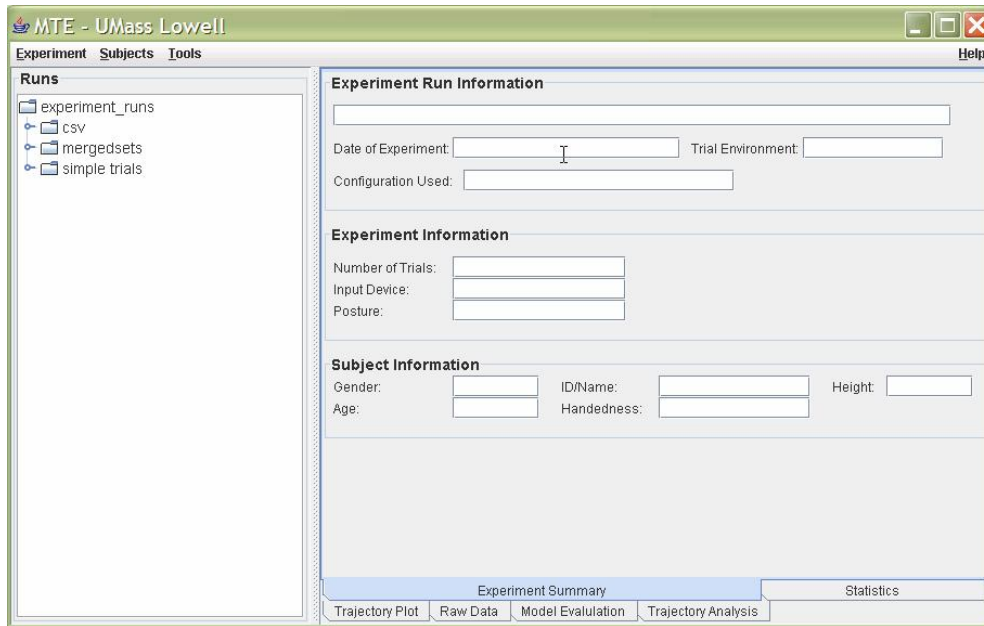 MTE - UMass Lowell
Experiment Subjects Tools Help
Runs
experiment_runs
csv
mergedsets
simple trials
Experiment Run Information
Date of Experiment: Trial Environment:
Configuration Used:
Experiment Information
Number of Trials:
Input Device:
Posture:
Subject Information
Gender: ID/Name: Height:
Age: Handedness:
Experiment Summary Statistics
Trajectory Plot Raw Data Model Evalulation Trajectory Analysis